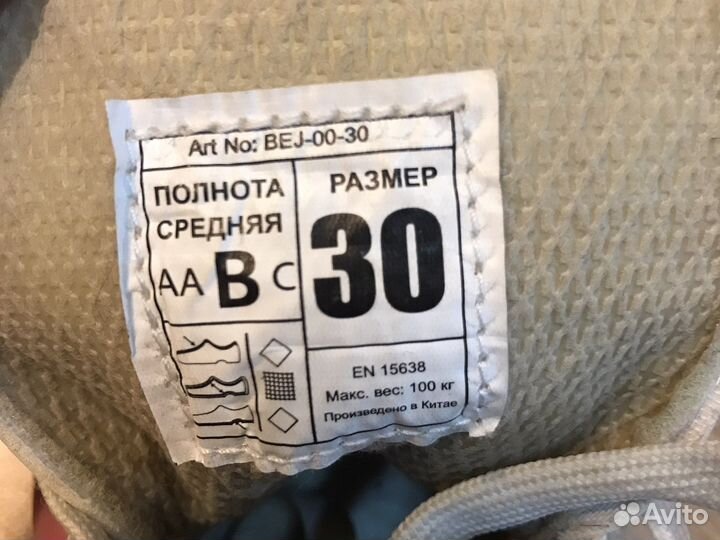 Art No: BEJ-00-30
ПОЛНОТА
СРЕДНЯЯ
AA B C
РАЗМЕР
30
EN 15638
Макс. вес: 100 кг
Произведено в Китае
Avito